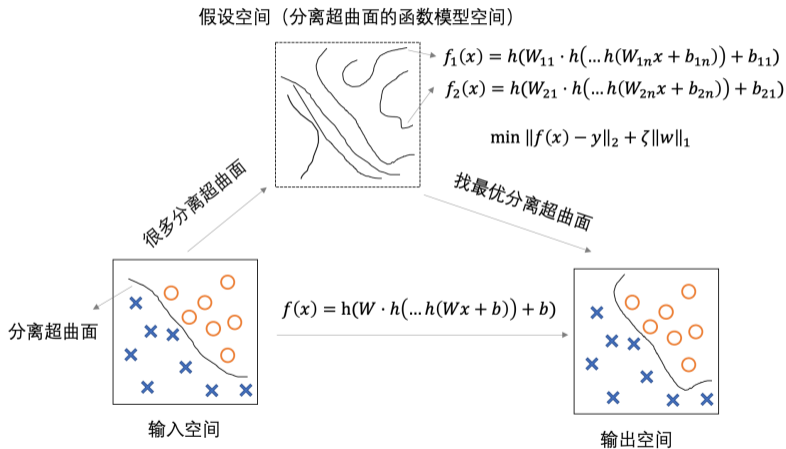 假设空间（分离超曲面的函数模型空间）
f₁(x) = h(W₁₁ · h(… h(W₁ₙx + b₁ₙ)) + b₁₁)
f₂(x) = h(W₂₁ · h(… h(W₂ₙx + b₂ₙ)) + b₂₁)
min ‖f(x) − y‖₂ + ζ‖w‖₁
很多分离超曲面
找最优分离超曲面
f(x) = h(W · h(… h(Wx + b)) + b)
分离超曲面
输入空间
输出空间